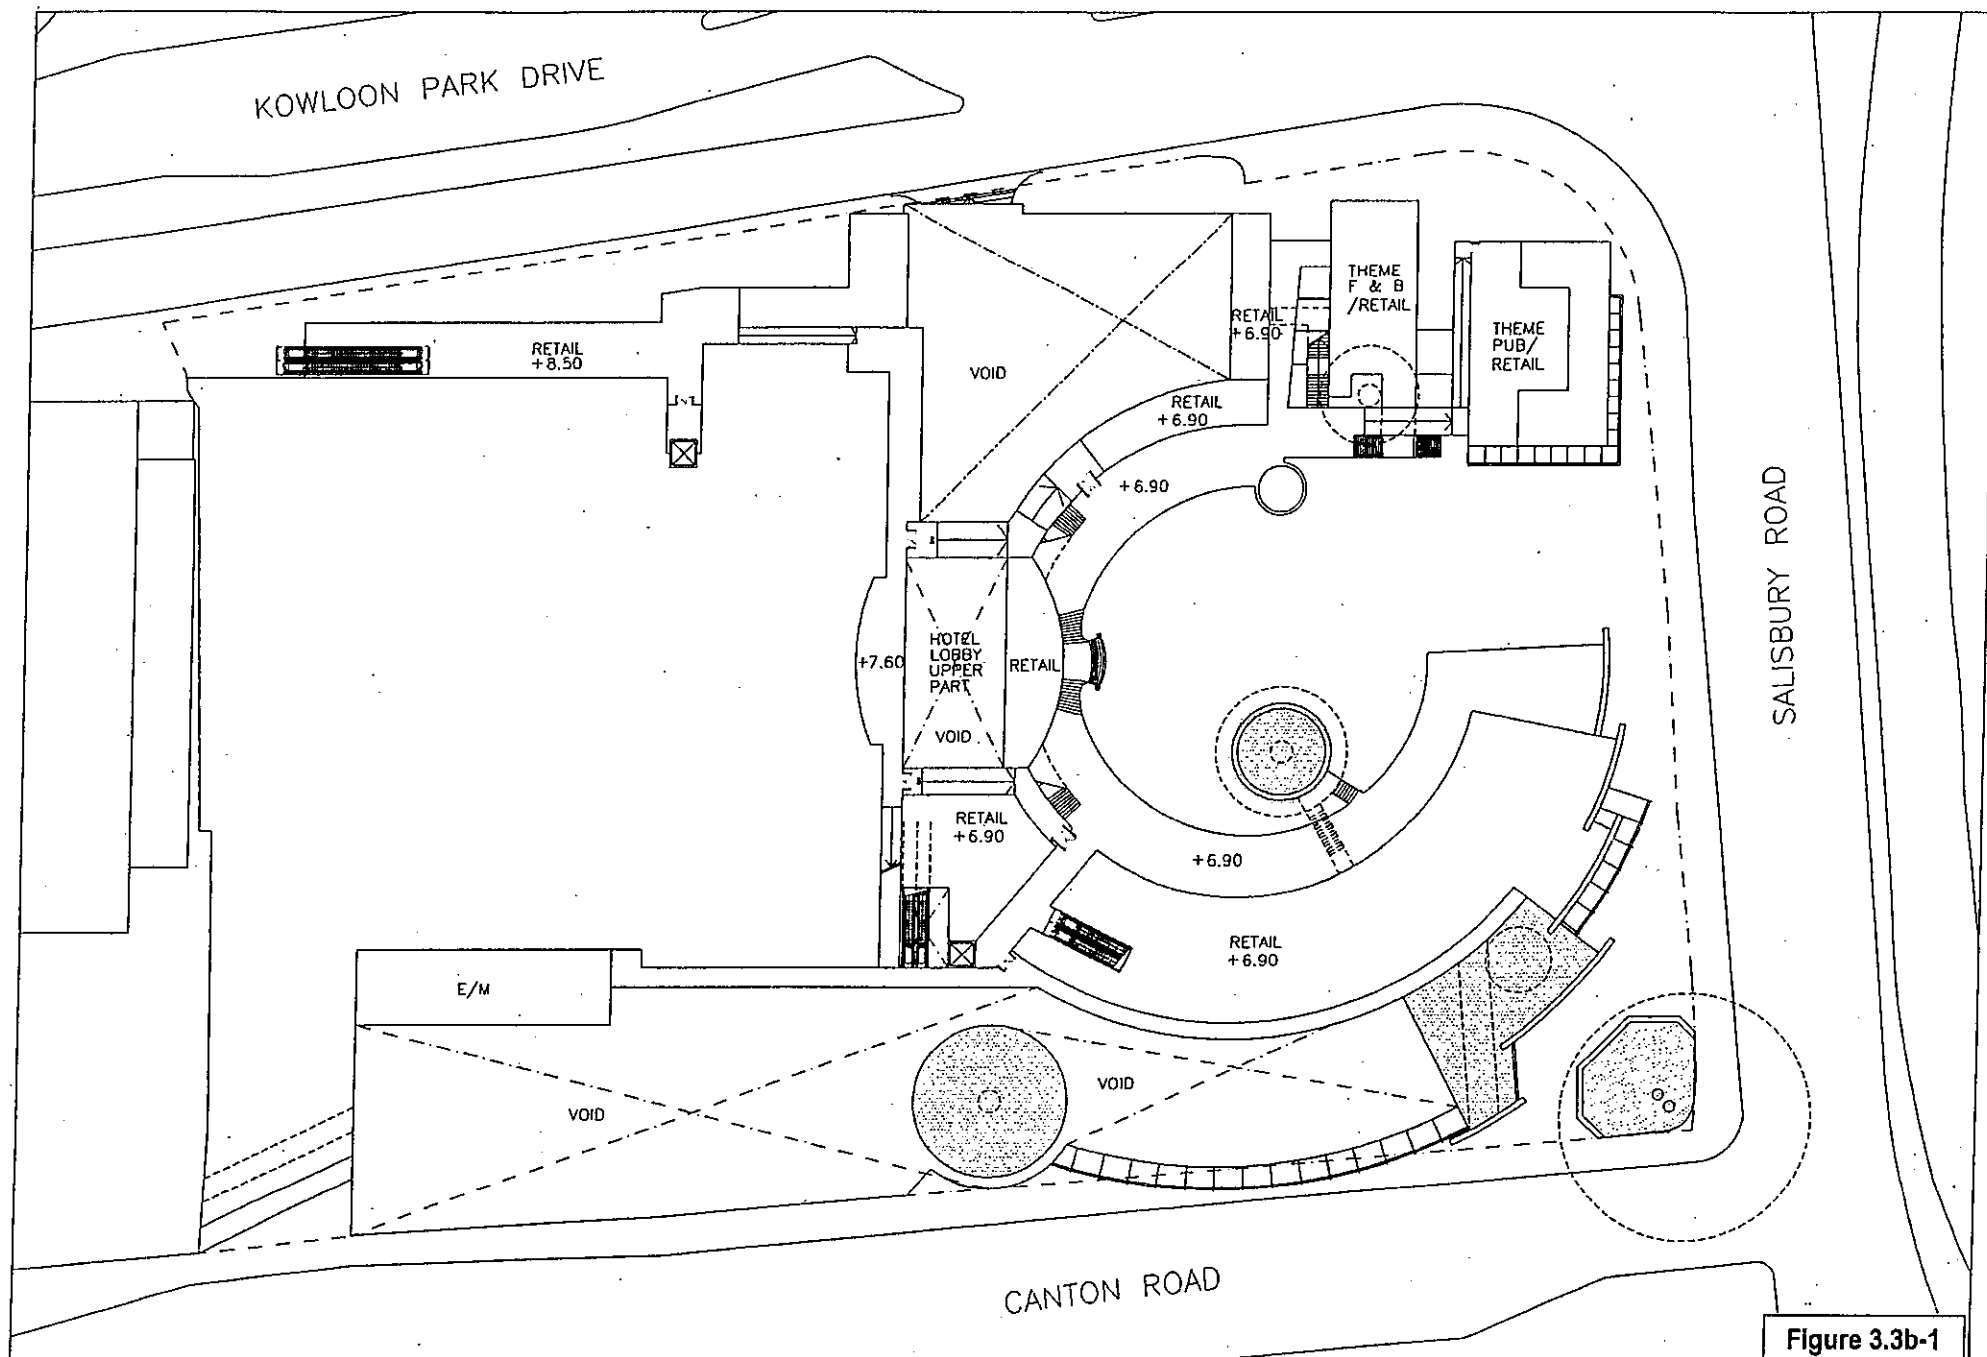 KOWLOON PARK DRIVE
THEME
F & B
/RETAIL
RETAIL
+6.90
THEME
PUB/
RETAIL
RETAIL
+8.50
VOID
RETAIL
+6.90
+6.90
SALISBURY ROAD
HOTEL
LOBBY
UPPER
PART
+7.60
RETAIL
VOID
RETAIL
+6.90
+6.90
RETAIL
+6.90
E/M
VOID
VOID
CANTON ROAD
Figure 3.3b-1